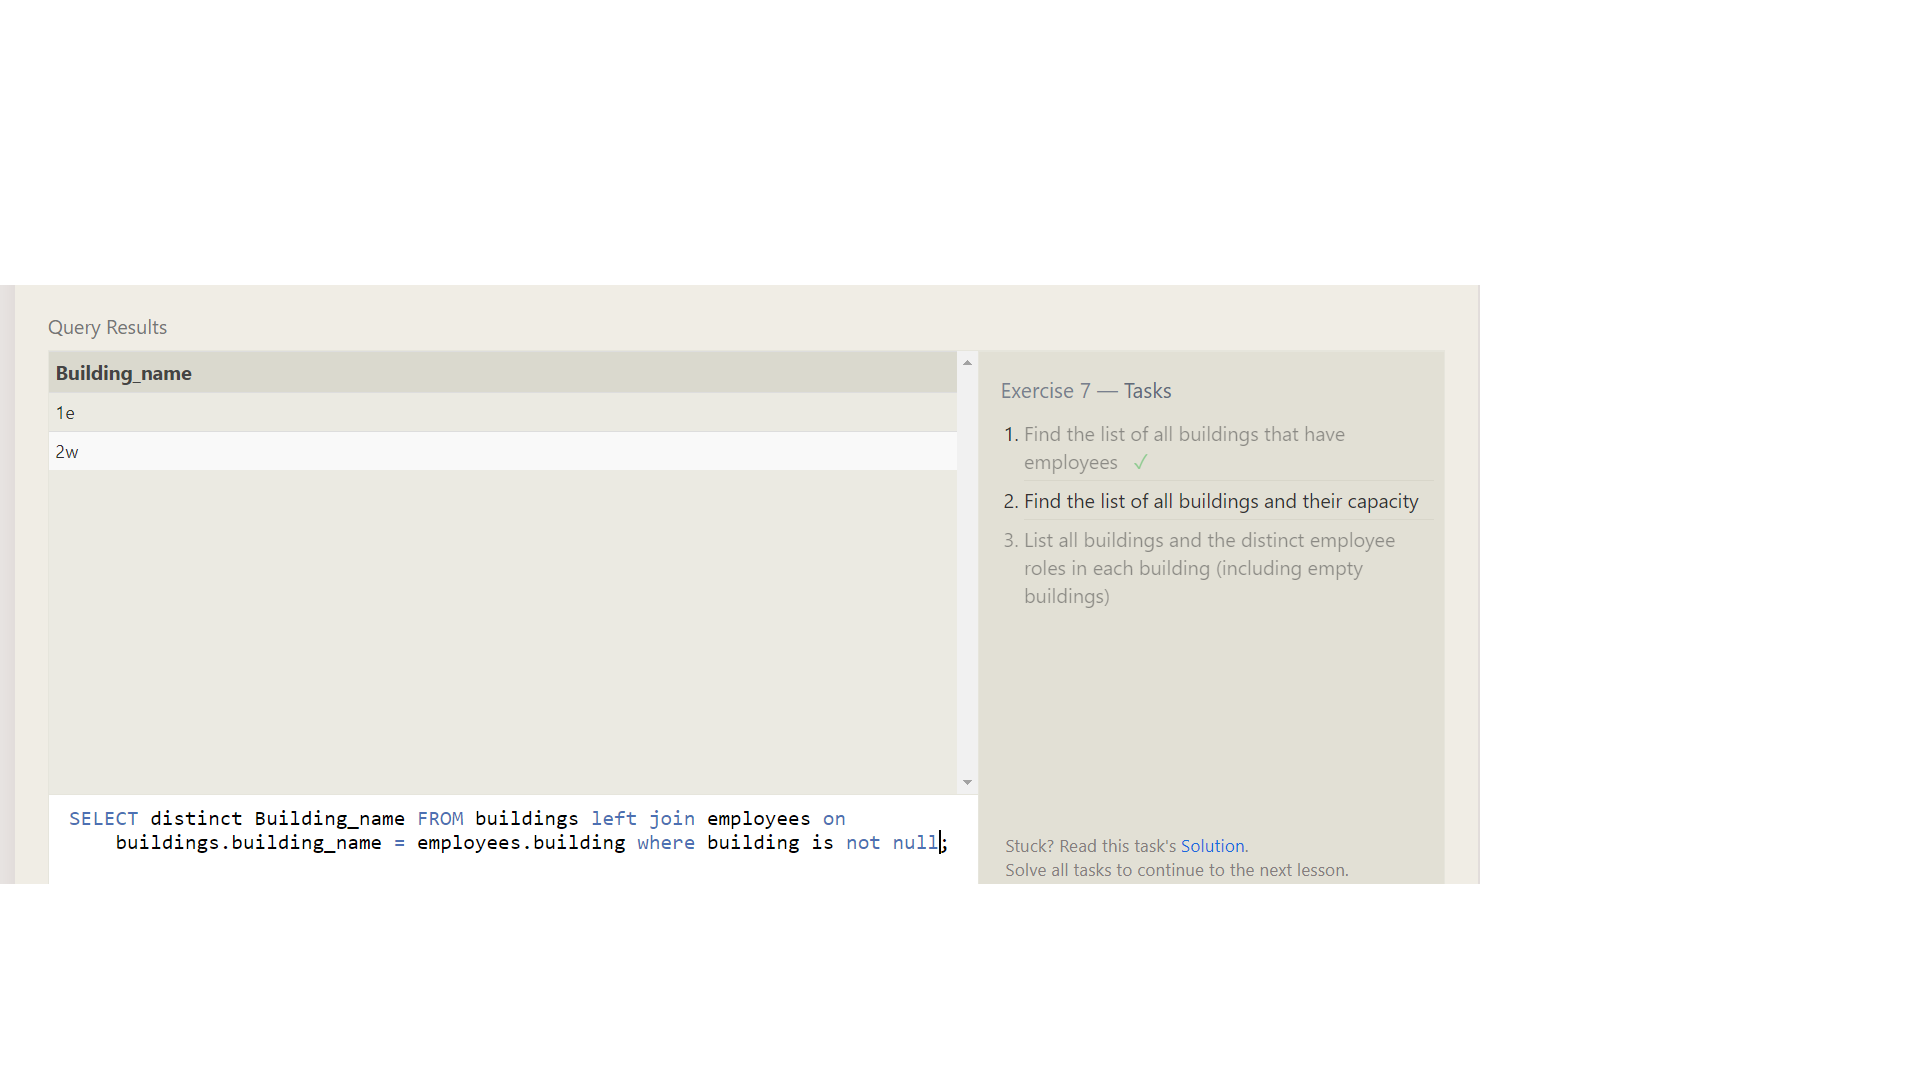 Query Results
Building_name
1e
2w
SELECT distinct Building_name FROM buildings left join employees on
buildings.building_name = employees.building where building is not null;
Exercise 7 — Tasks
1. Find the list of all buildings that have
employees ✓
2. Find the list of all buildings and their capacity
3. List all buildings and the distinct employee
roles in each building (including empty
buildings)
Stuck? Read this task's Solution.
Solve all tasks to continue to the next lesson.